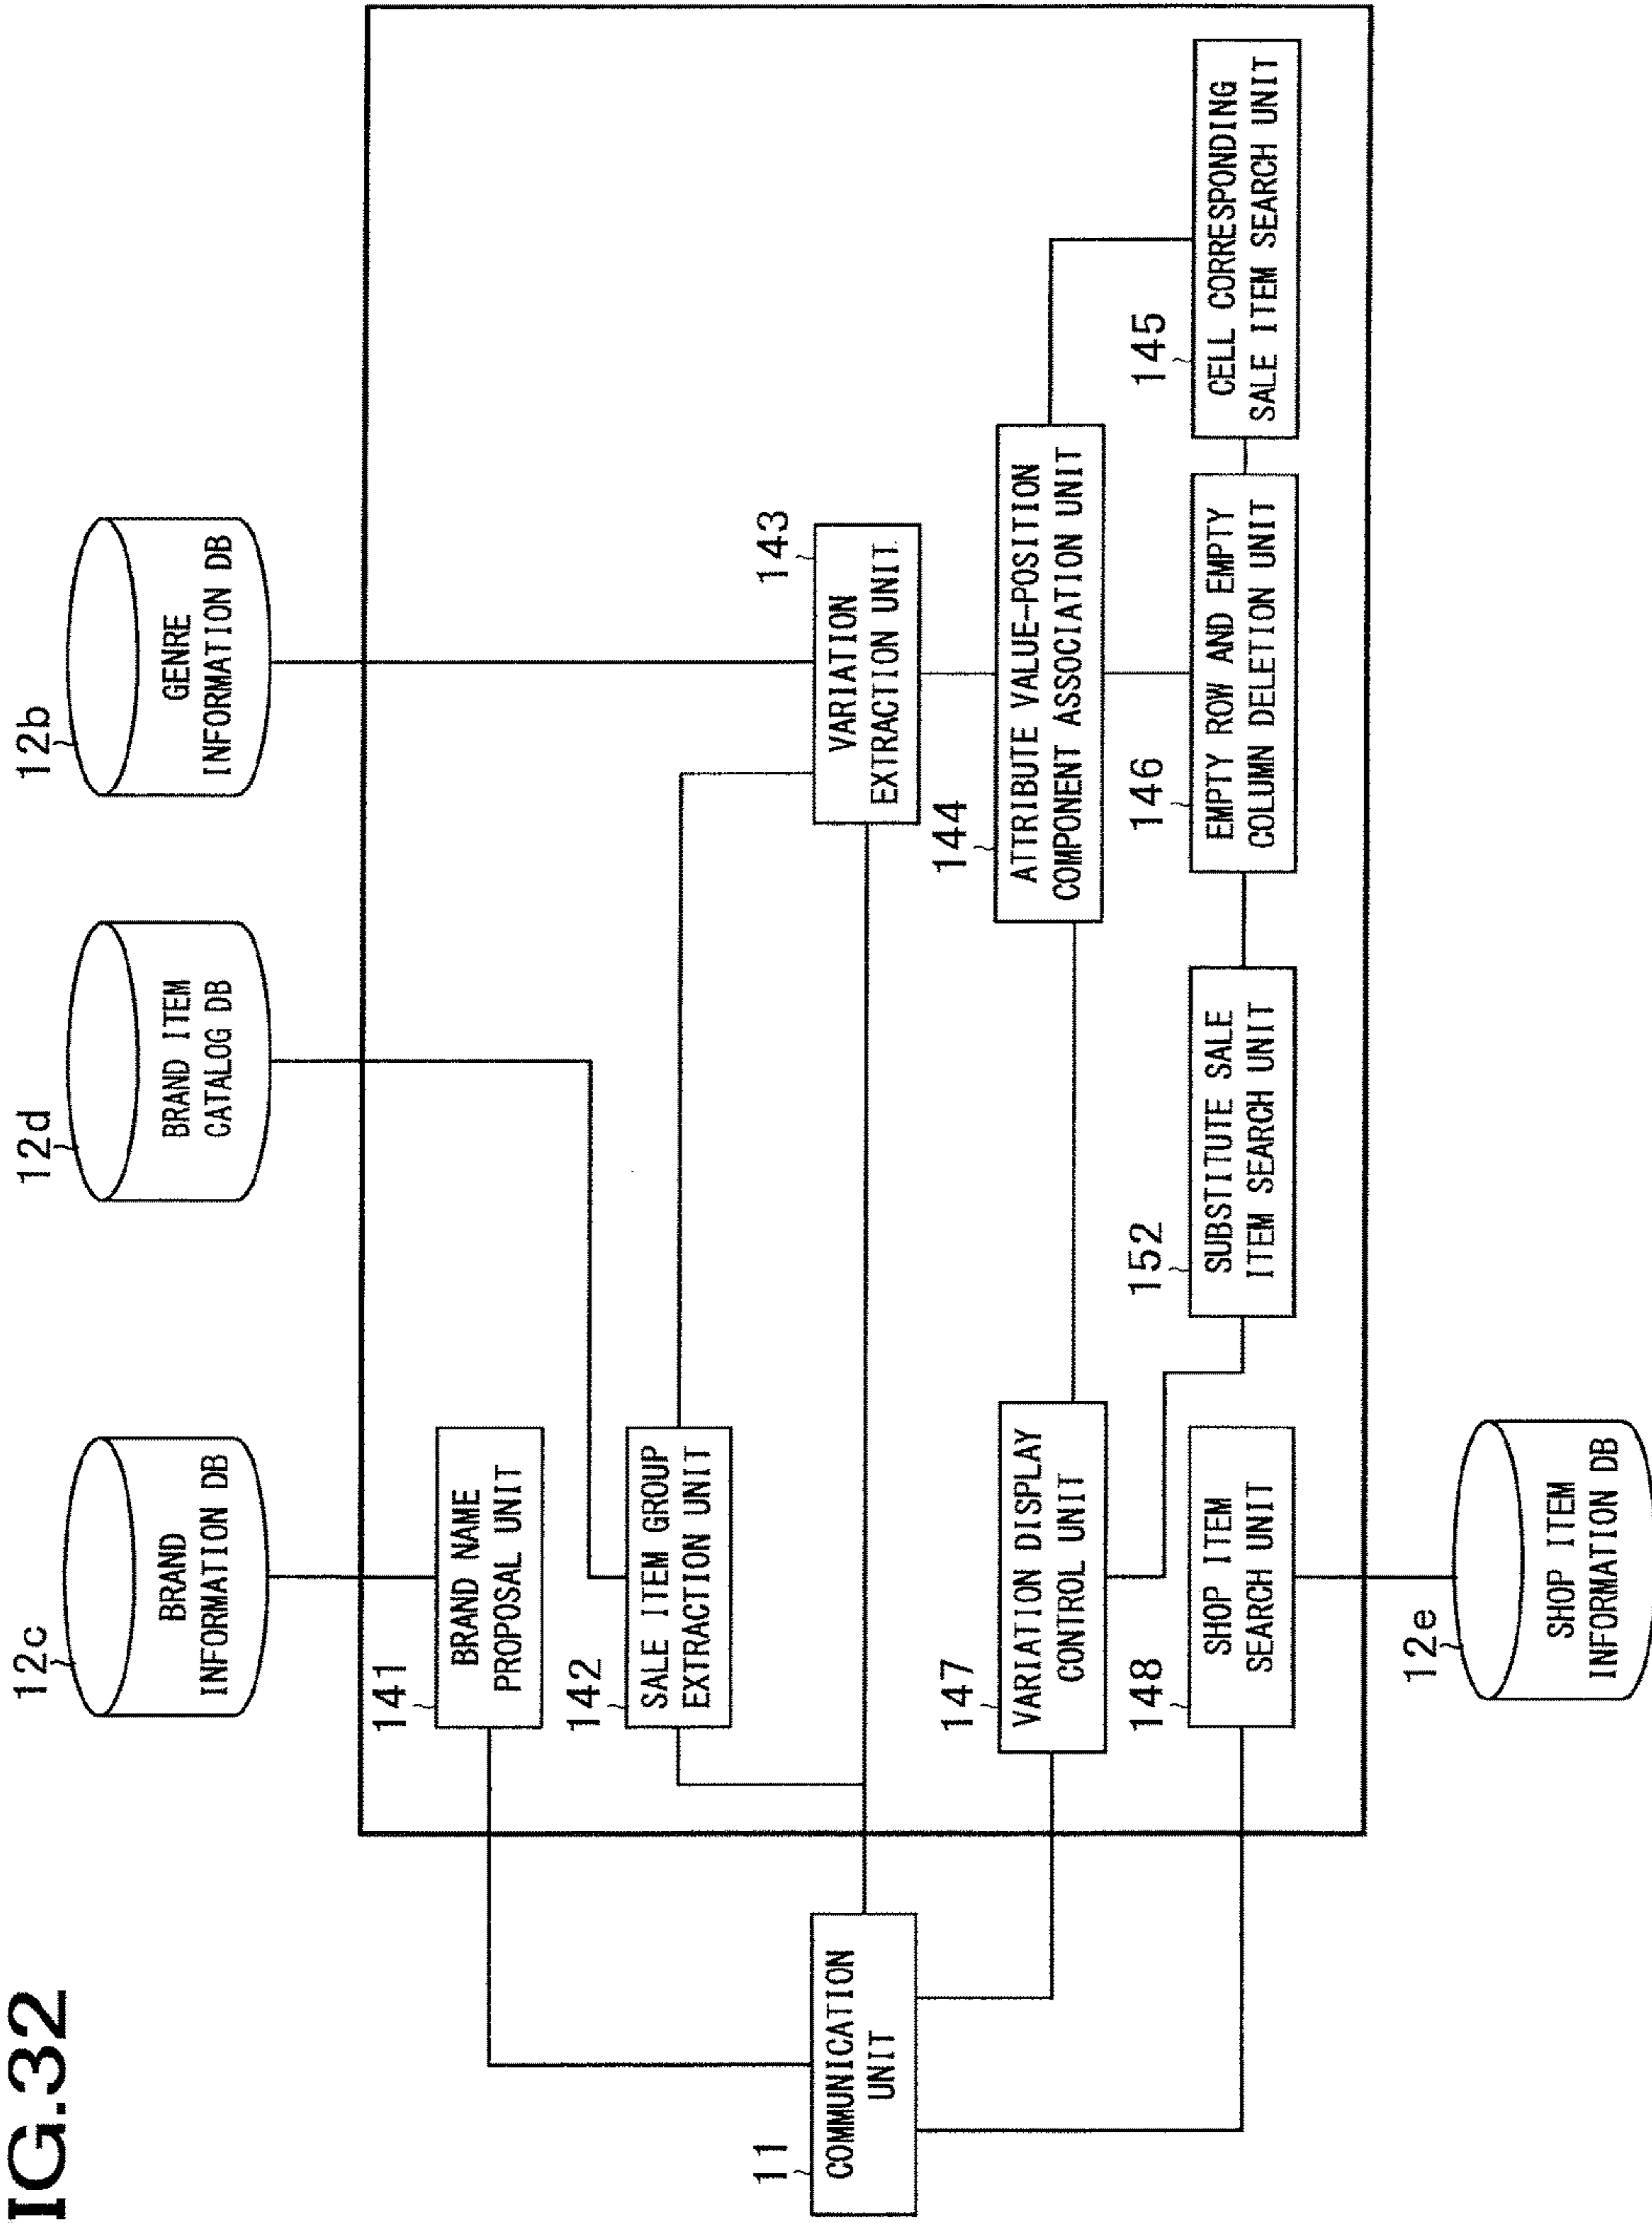 IG.32
12c
BRAND
INFORMATION DB
12d
BRAND ITEM
CATALOG DB
12b
GENRE
INFORMATION DB
141
BRAND NAME
PROPOSAL UNIT
142
SALE ITEM GROUP
EXTRACTION UNIT
143
VARIATION
EXTRACTION UNIT
11
COMMUNICATION
UNIT
147
VARIATION DISPLAY
CONTROL UNIT
144
ATTRIBUTE VALUE-POSITION
COMPONENT ASSOCIATION UNIT
148
SHOP ITEM
SEARCH UNIT
152
SUBSTITUTE SALE
ITEM SEARCH UNIT
146
EMPTY ROW AND EMPTY
COLUMN DELETION UNIT
145
CELL CORRESPONDING
SALE ITEM SEARCH UNIT
12e
SHOP ITEM
INFORMATION DB